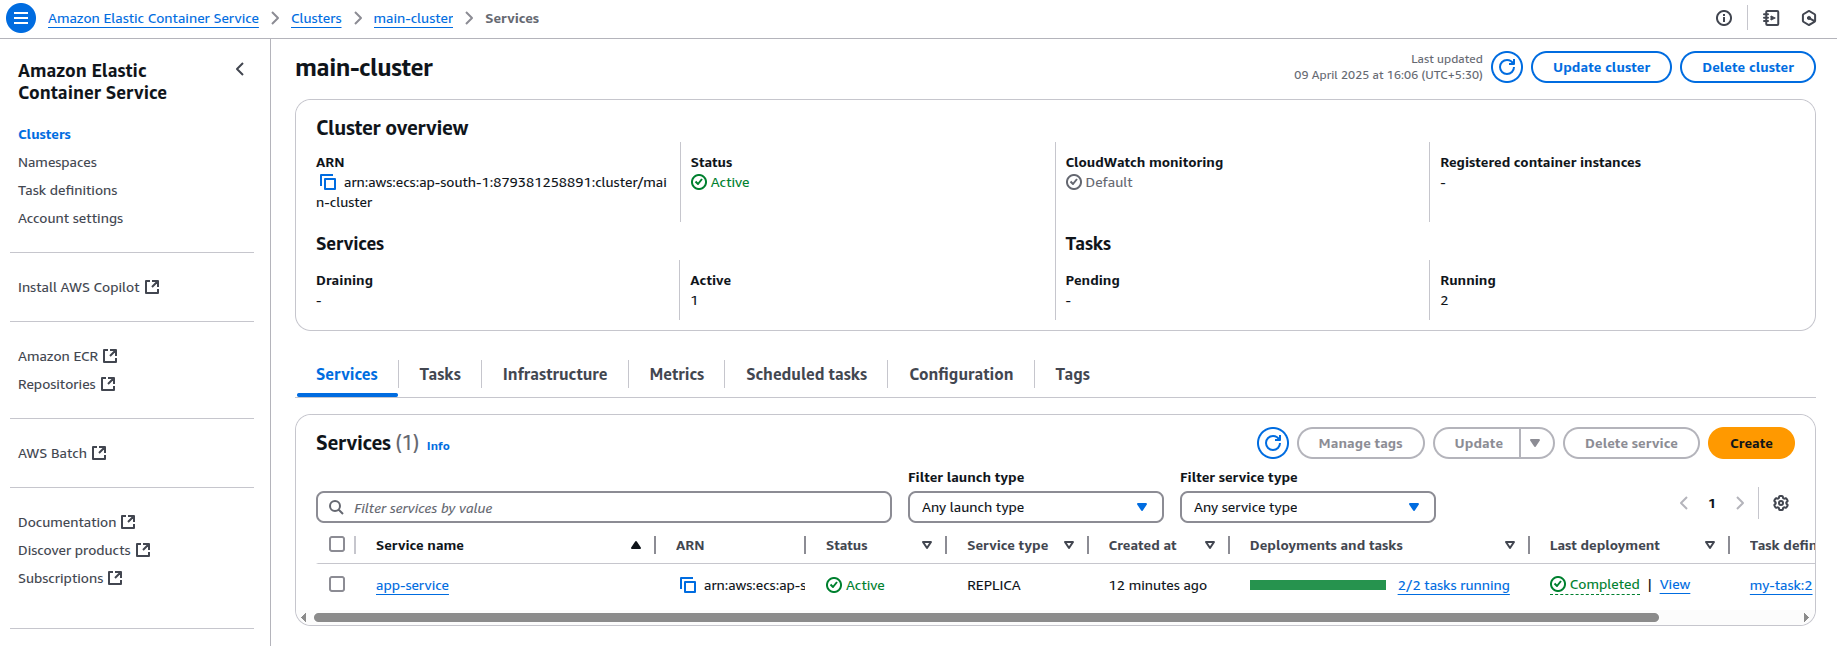 Amazon Elastic Container Service > Clusters > main-cluster > Services
Amazon Elastic Container Service
Clusters
Namespaces
Task definitions
Account settings
Install AWS Copilot
Amazon ECR
Repositories
AWS Batch
Documentation
Discover products
Subscriptions
main-cluster
Last updated
09 April 2025 at 16:06 (UTC+5:30)
Update cluster
Delete cluster
Cluster overview
ARN
arn:aws:ecs:ap-south-1:879381258891:cluster/mai
n-cluster
Status
Active
CloudWatch monitoring
Default
Registered container instances
-
Services
Tasks
Draining
-
Active
1
Pending
-
Running
2
Services Tasks Infrastructure Metrics Scheduled tasks Configuration Tags
Services (1) Info
Manage tags
Update
Delete service
Create
Filter services by value
Filter launch type
Any launch type
Filter service type
Any service type
1
Service name ARN Status Service type Created at Deployments and tasks Last deployment Task defin
app-service arn:aws:ecs:ap-s Active REPLICA 12 minutes ago 2/2 tasks running Completed | View my-task:2